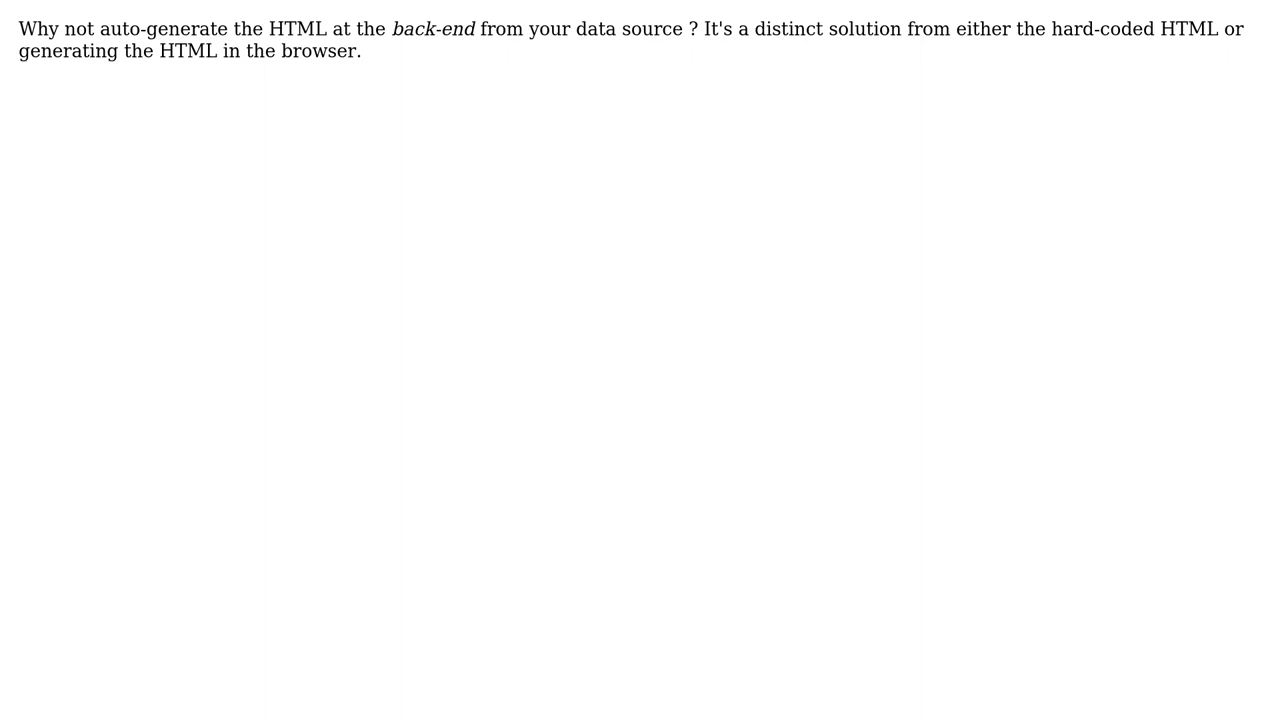 Why not auto-generate the HTML at the back-end from your data source ? It's a distinct solution from either the hard-coded HTML or
generating the HTML in the browser.